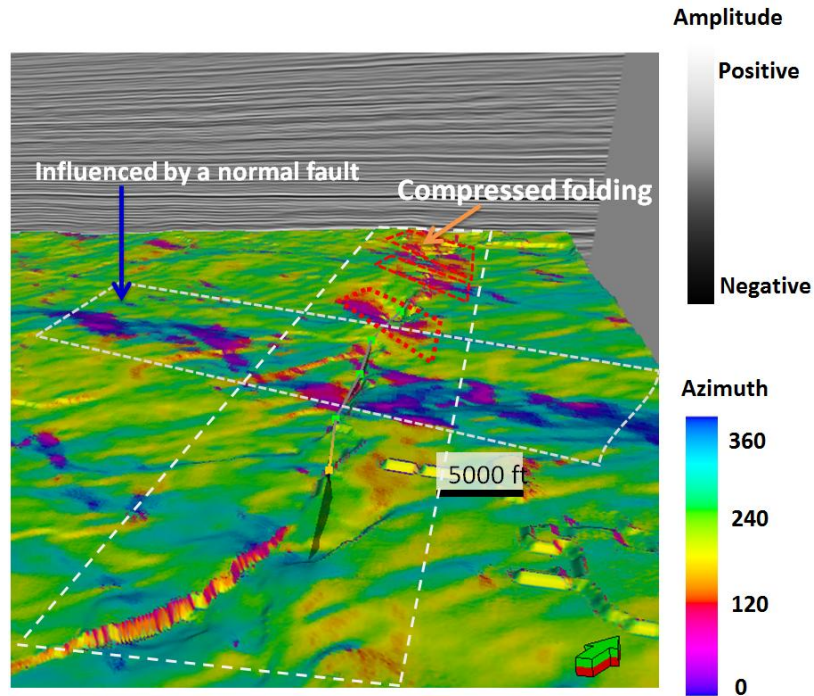 Amplitude
Positive
Influenced by a normal fault
Compressed folding
Negative
Azimuth
360
5000 ft
240
120
0